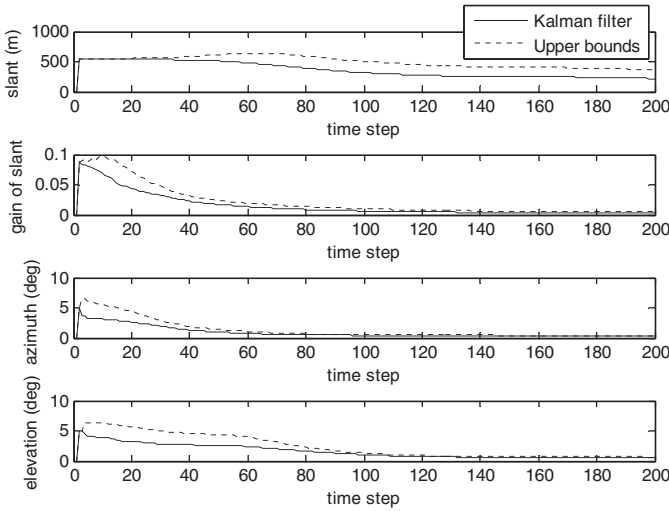 Kalman filter
Upper bounds
slant (m)
1000
500
0
0 20 40 60 80 100 120 140 160 180 200
time step
gain of slant
0.1
0.05
0
0 20 40 60 80 100 120 140 160 180 200
time step
azimuth (deg)
10
5
0
0 20 40 60 80 100 120 140 160 180 200
time step
elevation (deg)
10
5
0
0 20 40 60 80 100 120 140 160 180 200
time step